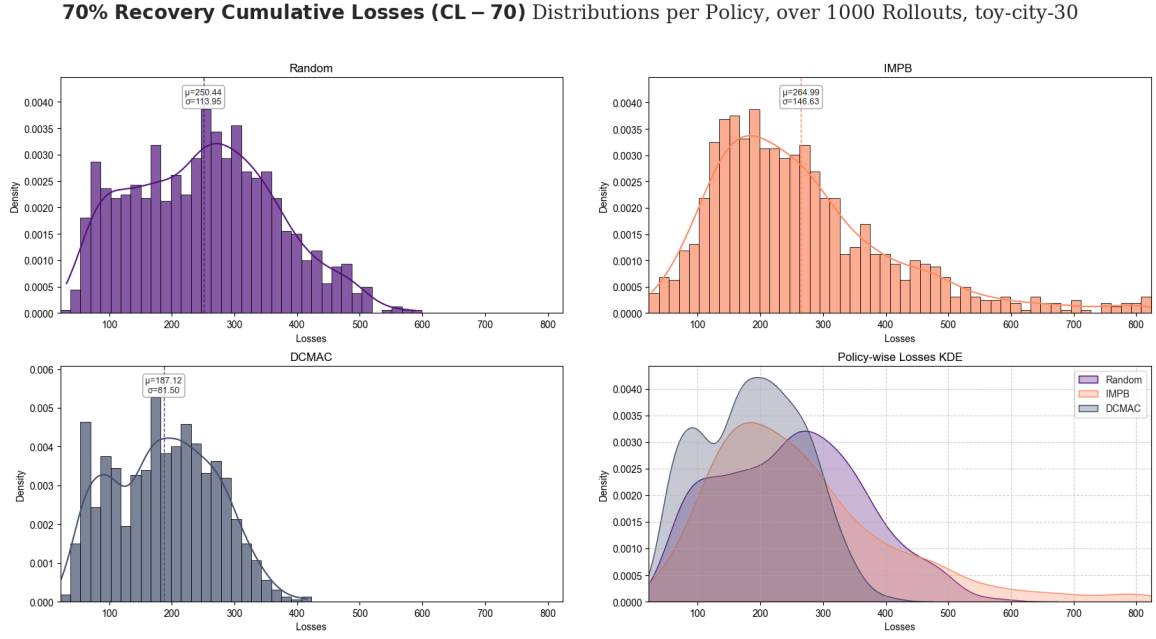 70% Recovery Cumulative Losses (CL − 70) Distributions per Policy, over 1000 Rollouts, toy-city-30
Random
μ=250.44
σ=113.95
0.0040
0.0035
0.0030
0.0025
0.0020
0.0015
0.0010
0.0005
0.0000
Density
100 200 300 400 500 600 700 800
Losses
IMPB
μ=264.99
σ=146.63
0.0040
0.0035
0.0030
0.0025
0.0020
0.0015
0.0010
0.0005
0.0000
Density
100 200 300 400 500 600 700 800
Losses
DCMAC
μ=187.12
σ=81.50
0.006
0.005
0.004
0.003
0.002
0.001
0.000
Density
100 200 300 400 500 600 700 800
Losses
Policy-wise Losses KDE
Random
IMPB
DCMAC
0.0040
0.0035
0.0030
0.0025
0.0020
0.0015
0.0010
0.0005
0.0000
Density
100 200 300 400 500 600 700 800
Losses